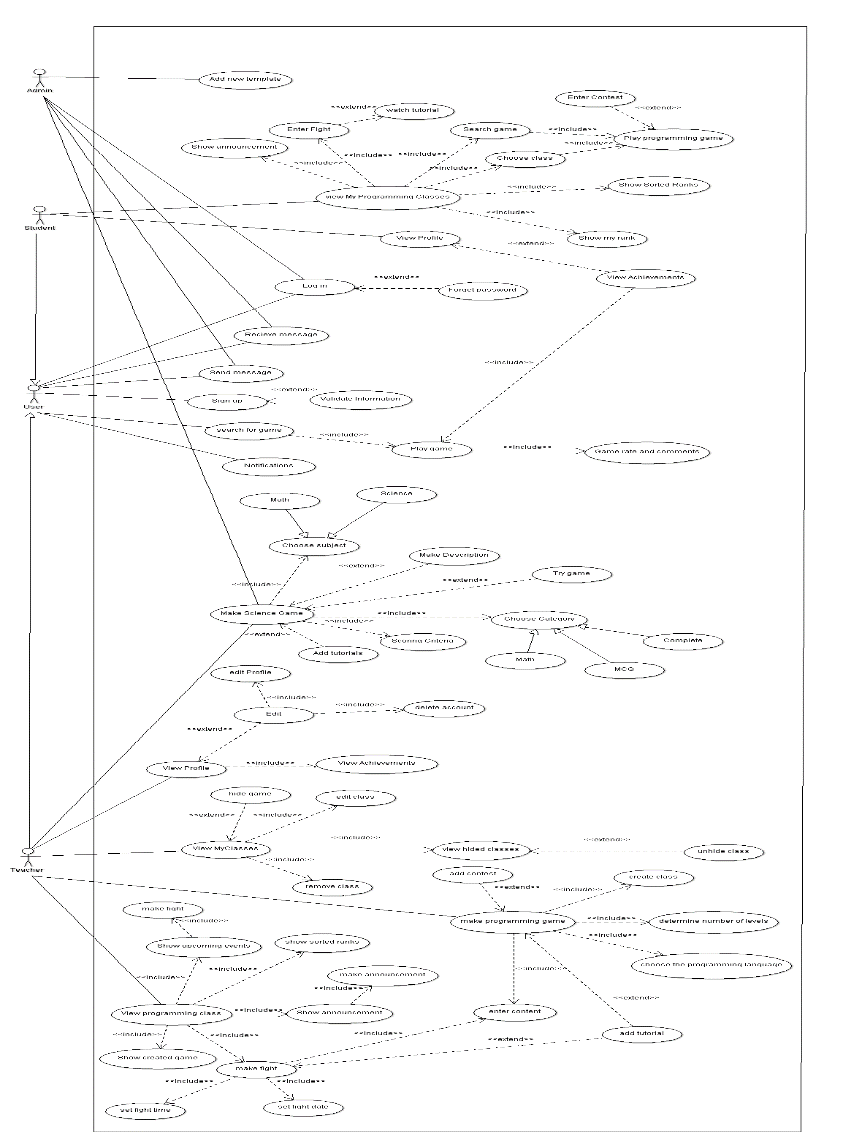 Admin
Add new template
Enter Contest
<<extend>>
watch tutorial
<<extend>>
Enter Fight
Search game
<<include>>
Play programming game
Show announcement
<<include>>
<<include>>
<<include>>
<<include>>
Choose class
<<include>>
<<include>>
Show Sorted Ranks
view My Programming Classes
<<include>>
Student
View Profile
<<extend>>
Show my rank
View Achievements
<<extend>>
Log in
Forget password
Recieve message
<<include>>
Send message
<<extend>>
User
Sign up
Validate Information
search for game
<<include>>
Play game
<<include>>
Game rate and comments
Notifications
Math
Science
Choose subject
<<extend>>
Make Description
<<include>>
<<extend>>
Try game
Make Science Game
<<include>>
<<include>>
Choose Category
<<extend>>
Scoring Criteria
Complete
Add tutorials
Math
MCQ
edit Profile
<<include>>
Edit
<<include>>
delete account
<<extend>>
View Profile
<<include>>
View Achievements
hide game
edit class
<<extend>>
<<include>>
<<include>>
<<extend>>
View MyClasses
view hided classes
unhide class
<<include>>
Teacher
add contest
create class
remove class
<<extend>>
<<include>>
make fight
<<include>>
make programming game
<<include>>
determine number of levels
<<include>>
Show upcoming events
show sorted ranks
choose the programming language
<<include>>
<<include>>
make announcement
<<include>>
<<include>>
<<extend>>
View programming class
<<include>>
Show announcement
enter content
<<include>>
<<include>>
<<include>>
add tutorial
<<extend>>
Show created game
make fight
<<include>>
<<include>>
set fight time
set fight date